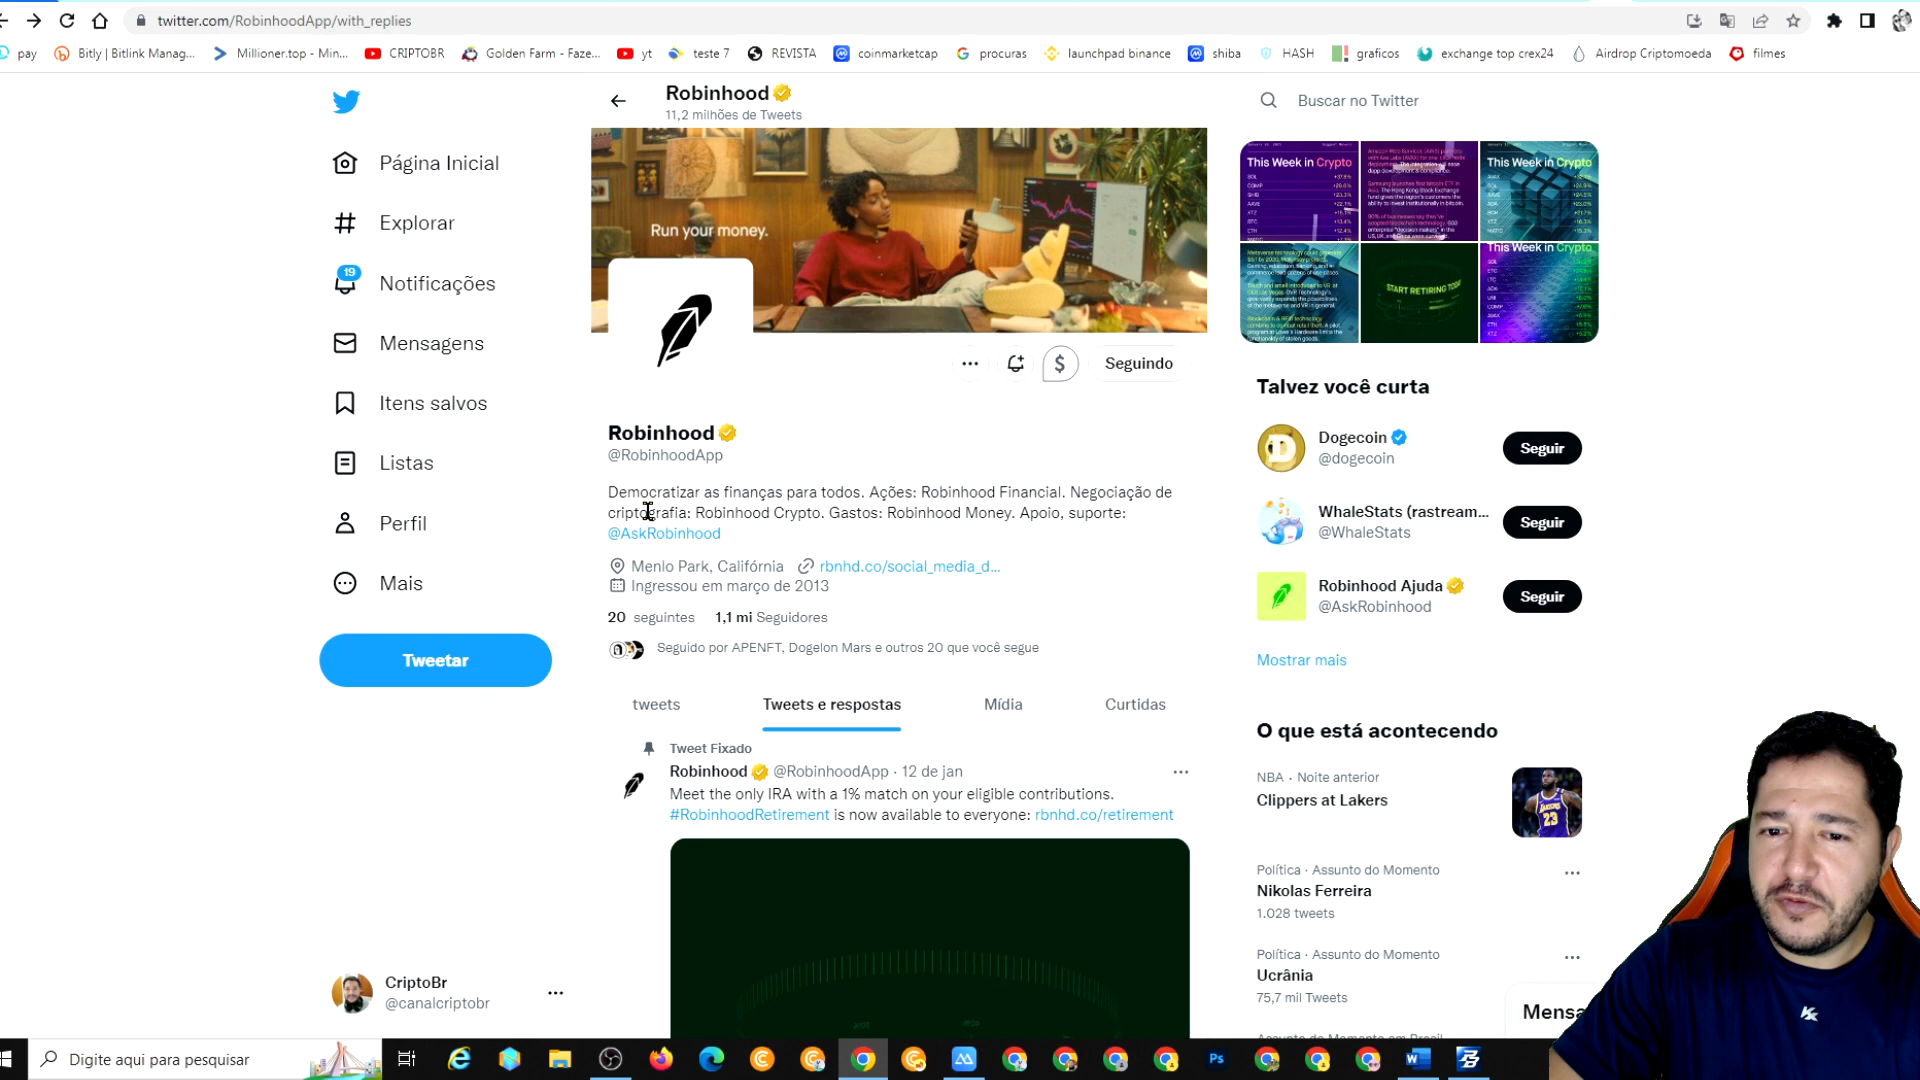 twitter.com/RobinhoodApp/with_replies
pay
Bitly | Bitlink Manag...
Millioner.top - Min...
CRIPTOBR
Golden Farm - Faze...
yt
teste 7
REVISTA
coinmarketcap
procuras
launchpad binance
shiba
HASH
graficos
exchange top crex24
Airdrop Criptomoeda
filmes
Página Inicial
Explorar
19
Notificações
Mensagens
Itens salvos
Listas
Perfil
Mais
Tweetar
CriptoBr
@canalcriptobr
Robinhood
11,2 milhões de Tweets
Run your money.
Seguindo
Robinhood
@RobinhoodApp
Democratizar as finanças para todos. Ações: Robinhood Financial. Negociação de
criptografia: Robinhood Crypto. Gastos: Robinhood Money. Apoio, suporte:
@AskRobinhood
Menlo Park, Califórnia rbnhd.co/social_media_d...
Ingressou em março de 2013
20 seguintes 1,1 mi Seguidores
Seguido por APENFT, Dogelon Mars e outros 20 que você segue
tweets
Tweets e respostas
Mídia
Curtidas
Tweet Fixado
Robinhood @RobinhoodApp · 12 de jan
Meet the only IRA with a 1% match on your eligible contributions.
#RobinhoodRetirement is now available to everyone: rbnhd.co/retirement
Buscar no Twitter
This Week in Crypto
This Week in Crypto
START RETIRING TODAY
This Week in Crypto
Talvez você curta
Dogecoin
@dogecoin
Seguir
WhaleStats (rastream...
@WhaleStats
Seguir
Robinhood Ajuda
@AskRobinhood
Seguir
Mostrar mais
O que está acontecendo
NBA · Noite anterior
Clippers at Lakers
Política · Assunto do Momento
Nikolas Ferreira
1.028 tweets
Política · Assunto do Momento
Ucrânia
75,7 mil Tweets
Mensa
Digite aqui para pesquisar